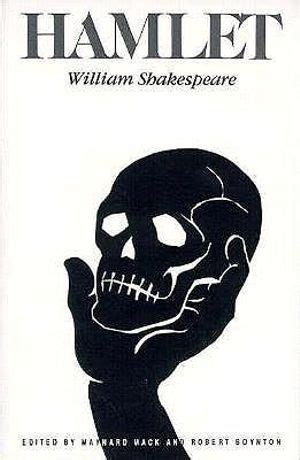 HAMLET
William Shakespeare
EDITED BY MAYNARD MACK AND ROBERT BOYNTON